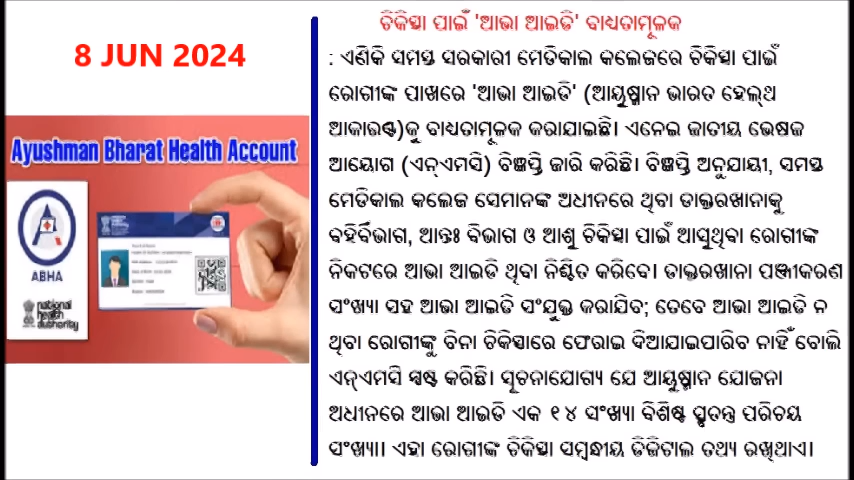 8 JUN 2024
Ayushman Bharat Health Account
ABHA
national
health
authority
ଚିକିତ୍ସା ପାଇଁ 'ଆଭା ଆଇଡି' ବାଧ୍ୟତାମୂଳକ
: ଏଣିକି ସମସ୍ତ ସରକାରୀ ମେଡିକାଲ କଲେଜରେ ଚିକିତ୍ସା ପାଇଁ
ରୋଗୀଙ୍କ ପାଖରେ 'ଆଭା ଆଇଡି' (ଆୟୁଷ୍ମାନ ଭାରତ ହେଲ୍‌ଥ
ଆକାଉଣ୍ଟ)କୁ ବାଧ୍ୟତାମୂଳକ କରାଯାଇଛି। ଏନେଇ ଜାତୀୟ ଭେଷଜ
ଆୟୋଗ (ଏନ୍‌ଏମସି) ବିଜ୍ଞପ୍ତି ଜାରି କରିଛି। ବିଜ୍ଞପ୍ତି ଅନୁଯାୟୀ, ସମସ୍ତ
ମେଡିକାଲ କଲେଜ ସେମାନଙ୍କ ଅଧୀନରେ ଥିବା ଡାକ୍ତରଖାନାକୁ
ବହିର୍ବିଭାଗ, ଆନ୍ତଃ ବିଭାଗ ଓ ଆଶୁ ଚିକିତ୍ସା ପାଇଁ ଆସୁଥିବା ରୋଗୀଙ୍କ
ନିକଟରେ ଆଭା ଆଇଡି ଥିବା ନିଶ୍ଚିତ କରିବେ। ଡାକ୍ତରଖାନା ପଞ୍ଜୀକରଣ
ସଂଖ୍ୟା ସହ ଆଭା ଆଇଡି ସଂଯୁକ୍ତ କରାଯିବ; ତେବେ ଆଭା ଆଇଡି ନ
ଥିବା ରୋଗୀଙ୍କୁ ବିନା ଚିକିତ୍ସାରେ ଫେରାଇ ଦିଆଯାଇପାରିବ ନାହିଁ ବୋଲି
ଏନ୍‌ଏମସି ସ୍ପଷ୍ଟ କରିଛି। ସୂଚନାଯୋଗ୍ୟ ଯେ ଆୟୁଷ୍ମାନ ଯୋଜନା
ଅଧୀନରେ ଆଭା ଆଇଡି ଏକ ୧୪ ସଂଖ୍ୟା ବିଶିଷ୍ଟ ସ୍ବତନ୍ତ୍ର ପରିଚୟ
ସଂଖ୍ୟା। ଏହା ରୋଗୀଙ୍କ ଚିକିତ୍ସା ସମ୍ବନ୍ଧୀୟ ଡିଜିଟାଲ ତଥ୍ୟ ରଖିଥାଏ।